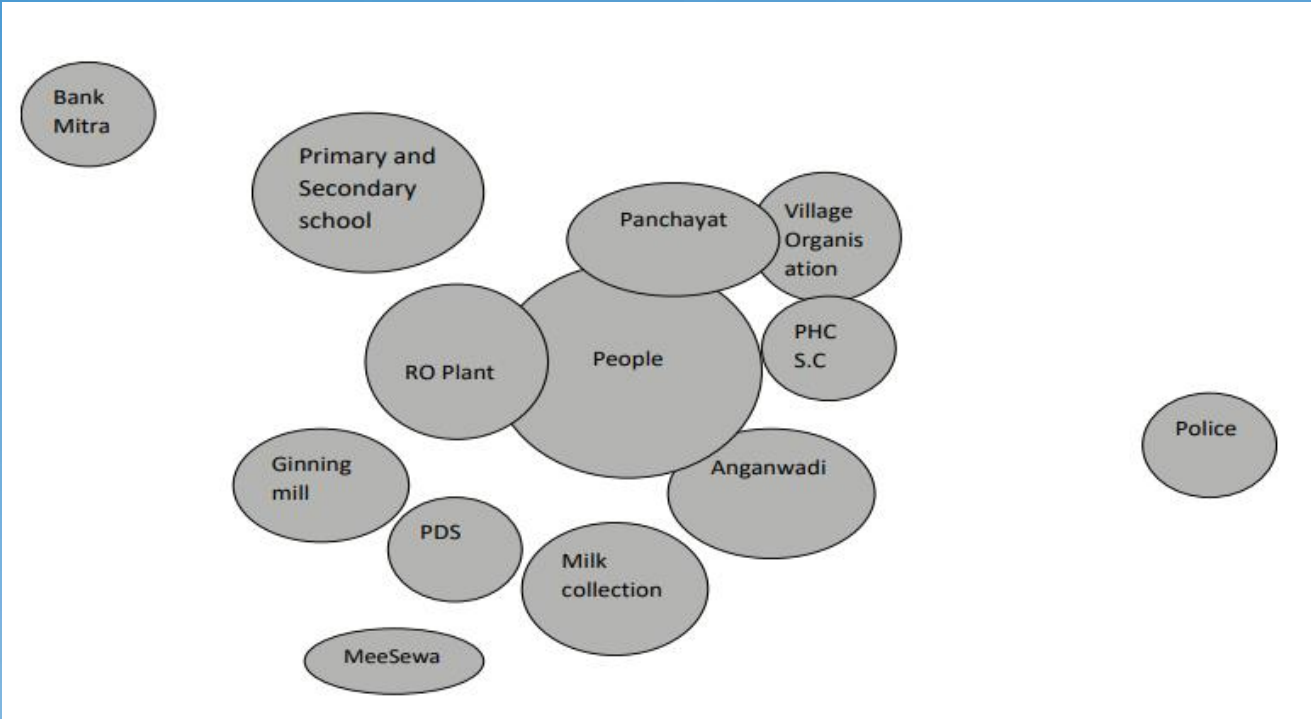 Bank
Mitra
Primary and
Secondary
school
Panchayat
Village
Organis
ation
PHC
S.C
People
RO Plant
Police
Ginning
mill
Anganwadi
PDS
Milk
collection
MeeSewa